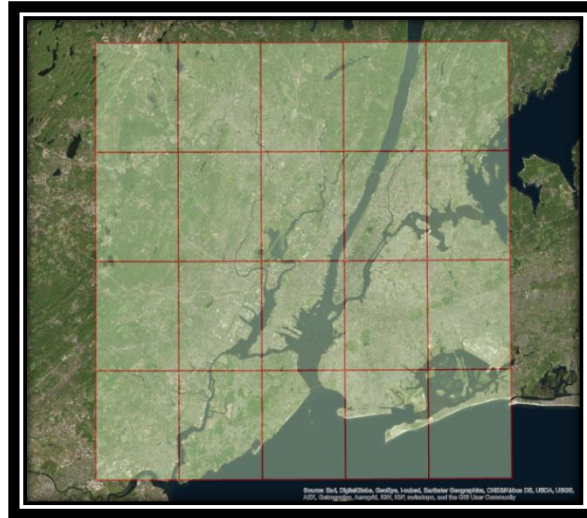 Source: Esri, DigitalGlobe, GeoEye, i-cubed, Earthstar Geographics, CNES/Airbus DS, USDA, USGS,
AEX, Getmapping, Aerogrid, IGN, IGP, swisstopo, and the GIS User Community